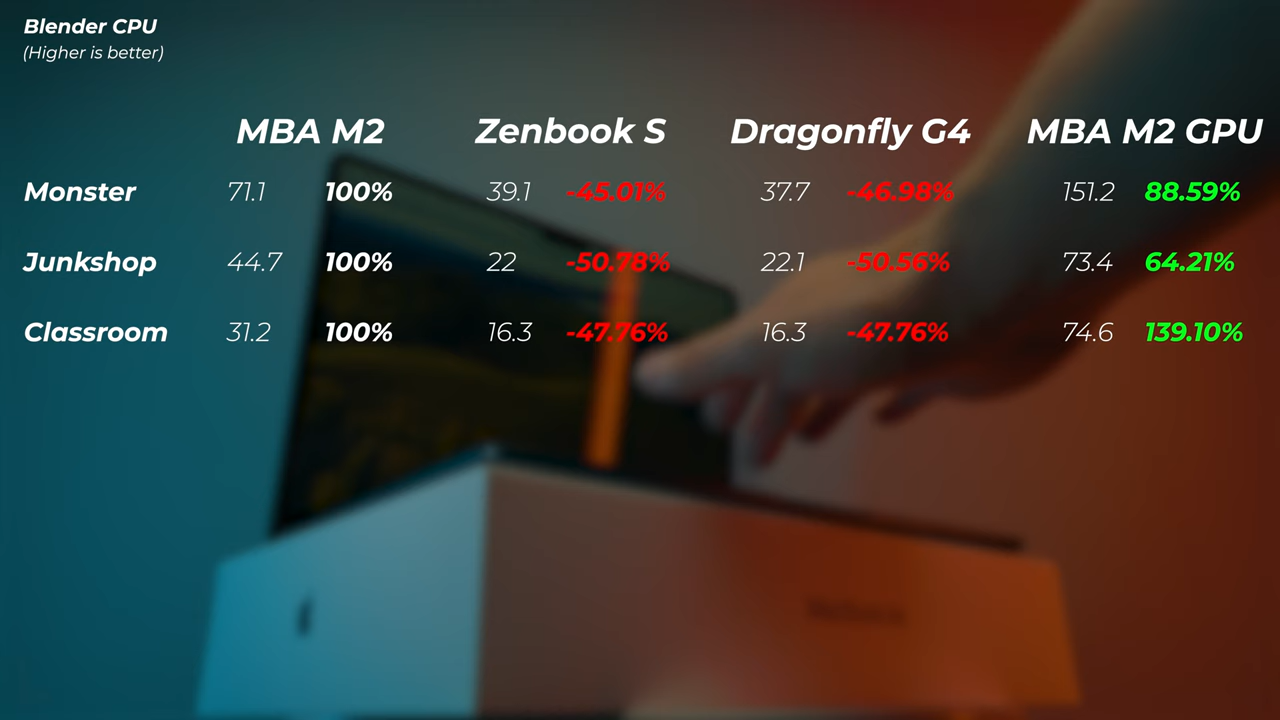 Blender CPU
(Higher is better)
MBA M2 Zenbook S Dragonfly G4 MBA M2 GPU
Monster 71.1 100% 39.1 -45.01% 37.7 -46.98% 151.2 88.59%
Junkshop 44.7 100% 22 -50.78% 22.1 -50.56% 73.4 64.21%
Classroom 31.2 100% 16.3 -47.76% 16.3 -47.76% 74.6 139.10%